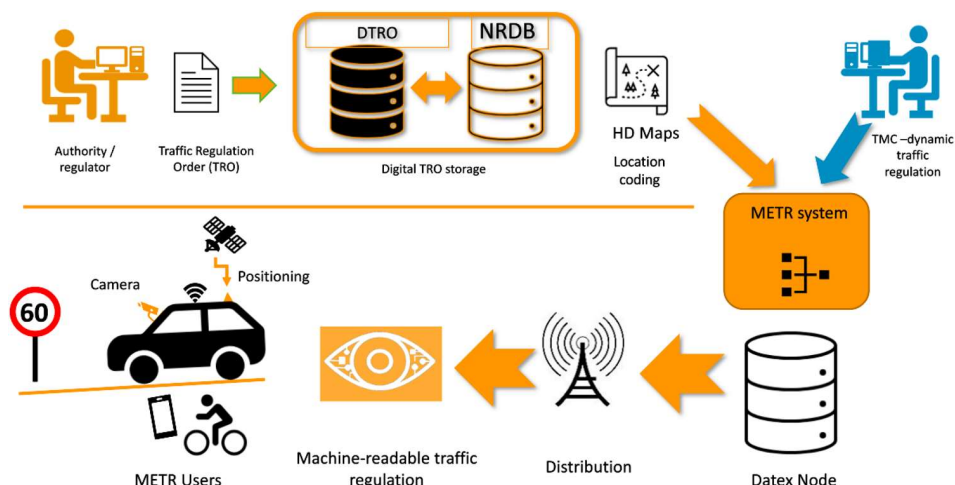 DTRO
NRDB
Authority /
regulator
Traffic Regulation
Order (TRO)
Digital TRO storage
HD Maps
Location
coding
TMC –dynamic
traffic
regulation
METR system
Positioning
Camera
60
METR Users
Machine-readable traffic
regulation
Distribution
Datex Node